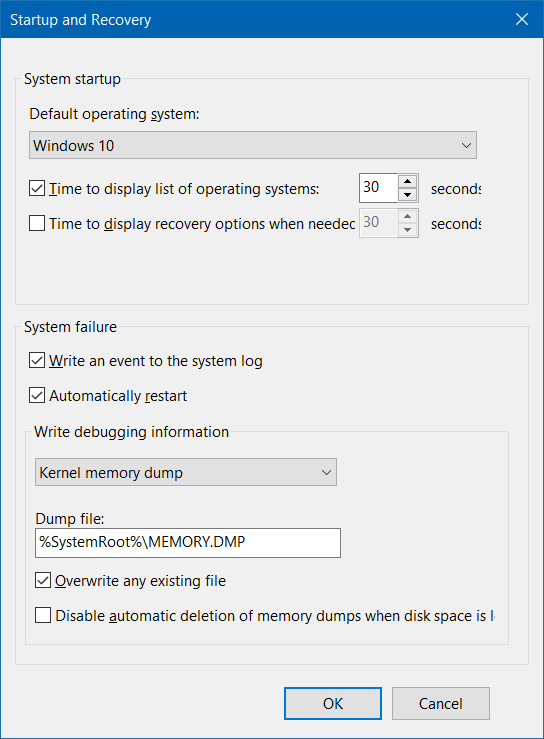 Startup and Recovery
System startup
Default operating system:
Windows 10
Time to display list of operating systems: 30 seconds
Time to display recovery options when needed 30 seconds
System failure
Write an event to the system log
Automatically restart
Write debugging information
Kernel memory dump
Dump file:
%SystemRoot%\MEMORY.DMP
Overwrite any existing file
Disable automatic deletion of memory dumps when disk space is
OK Cancel